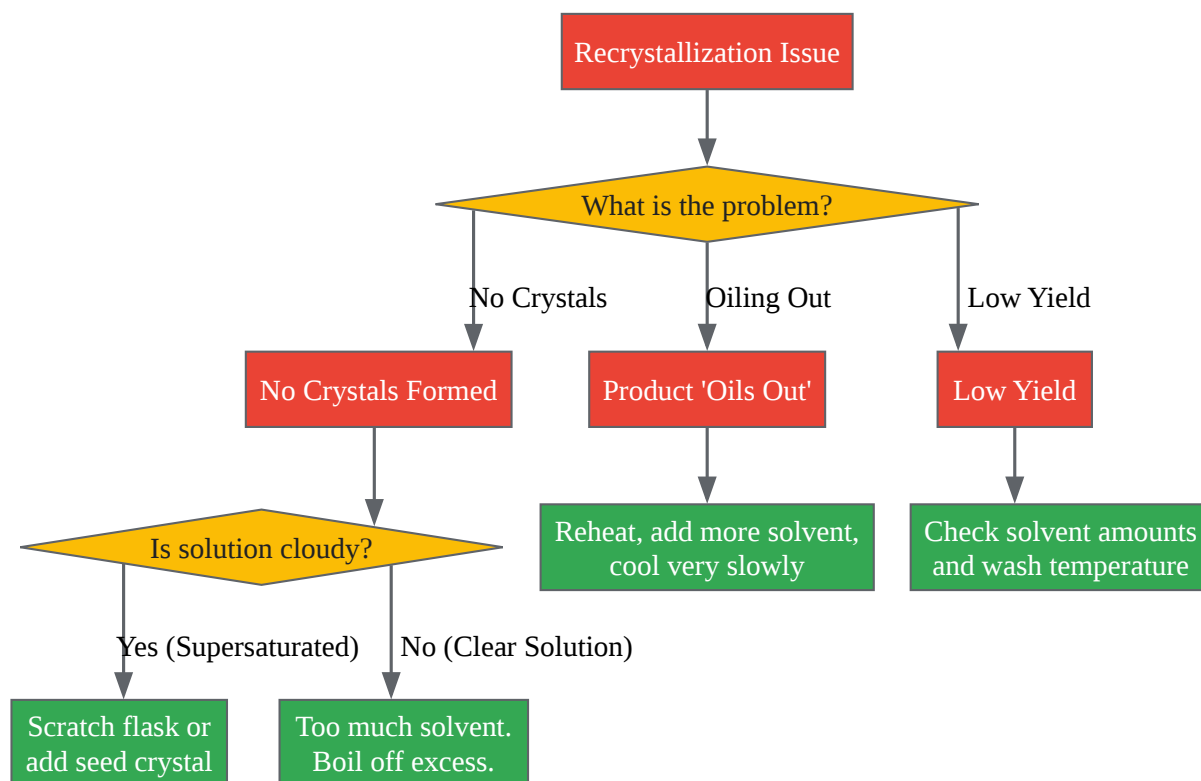 Recrystallization Issue
What is the problem?
No Crystals
Oiling Out
Low Yield
No Crystals Formed
Product 'Oils Out'
Low Yield
Is solution cloudy?
Reheat, add more solvent,
cool very slowly
Check solvent amounts
and wash temperature
Yes (Supersaturated)
No (Clear Solution)
Scratch flask or
add seed crystal
Too much solvent.
Boil off excess.